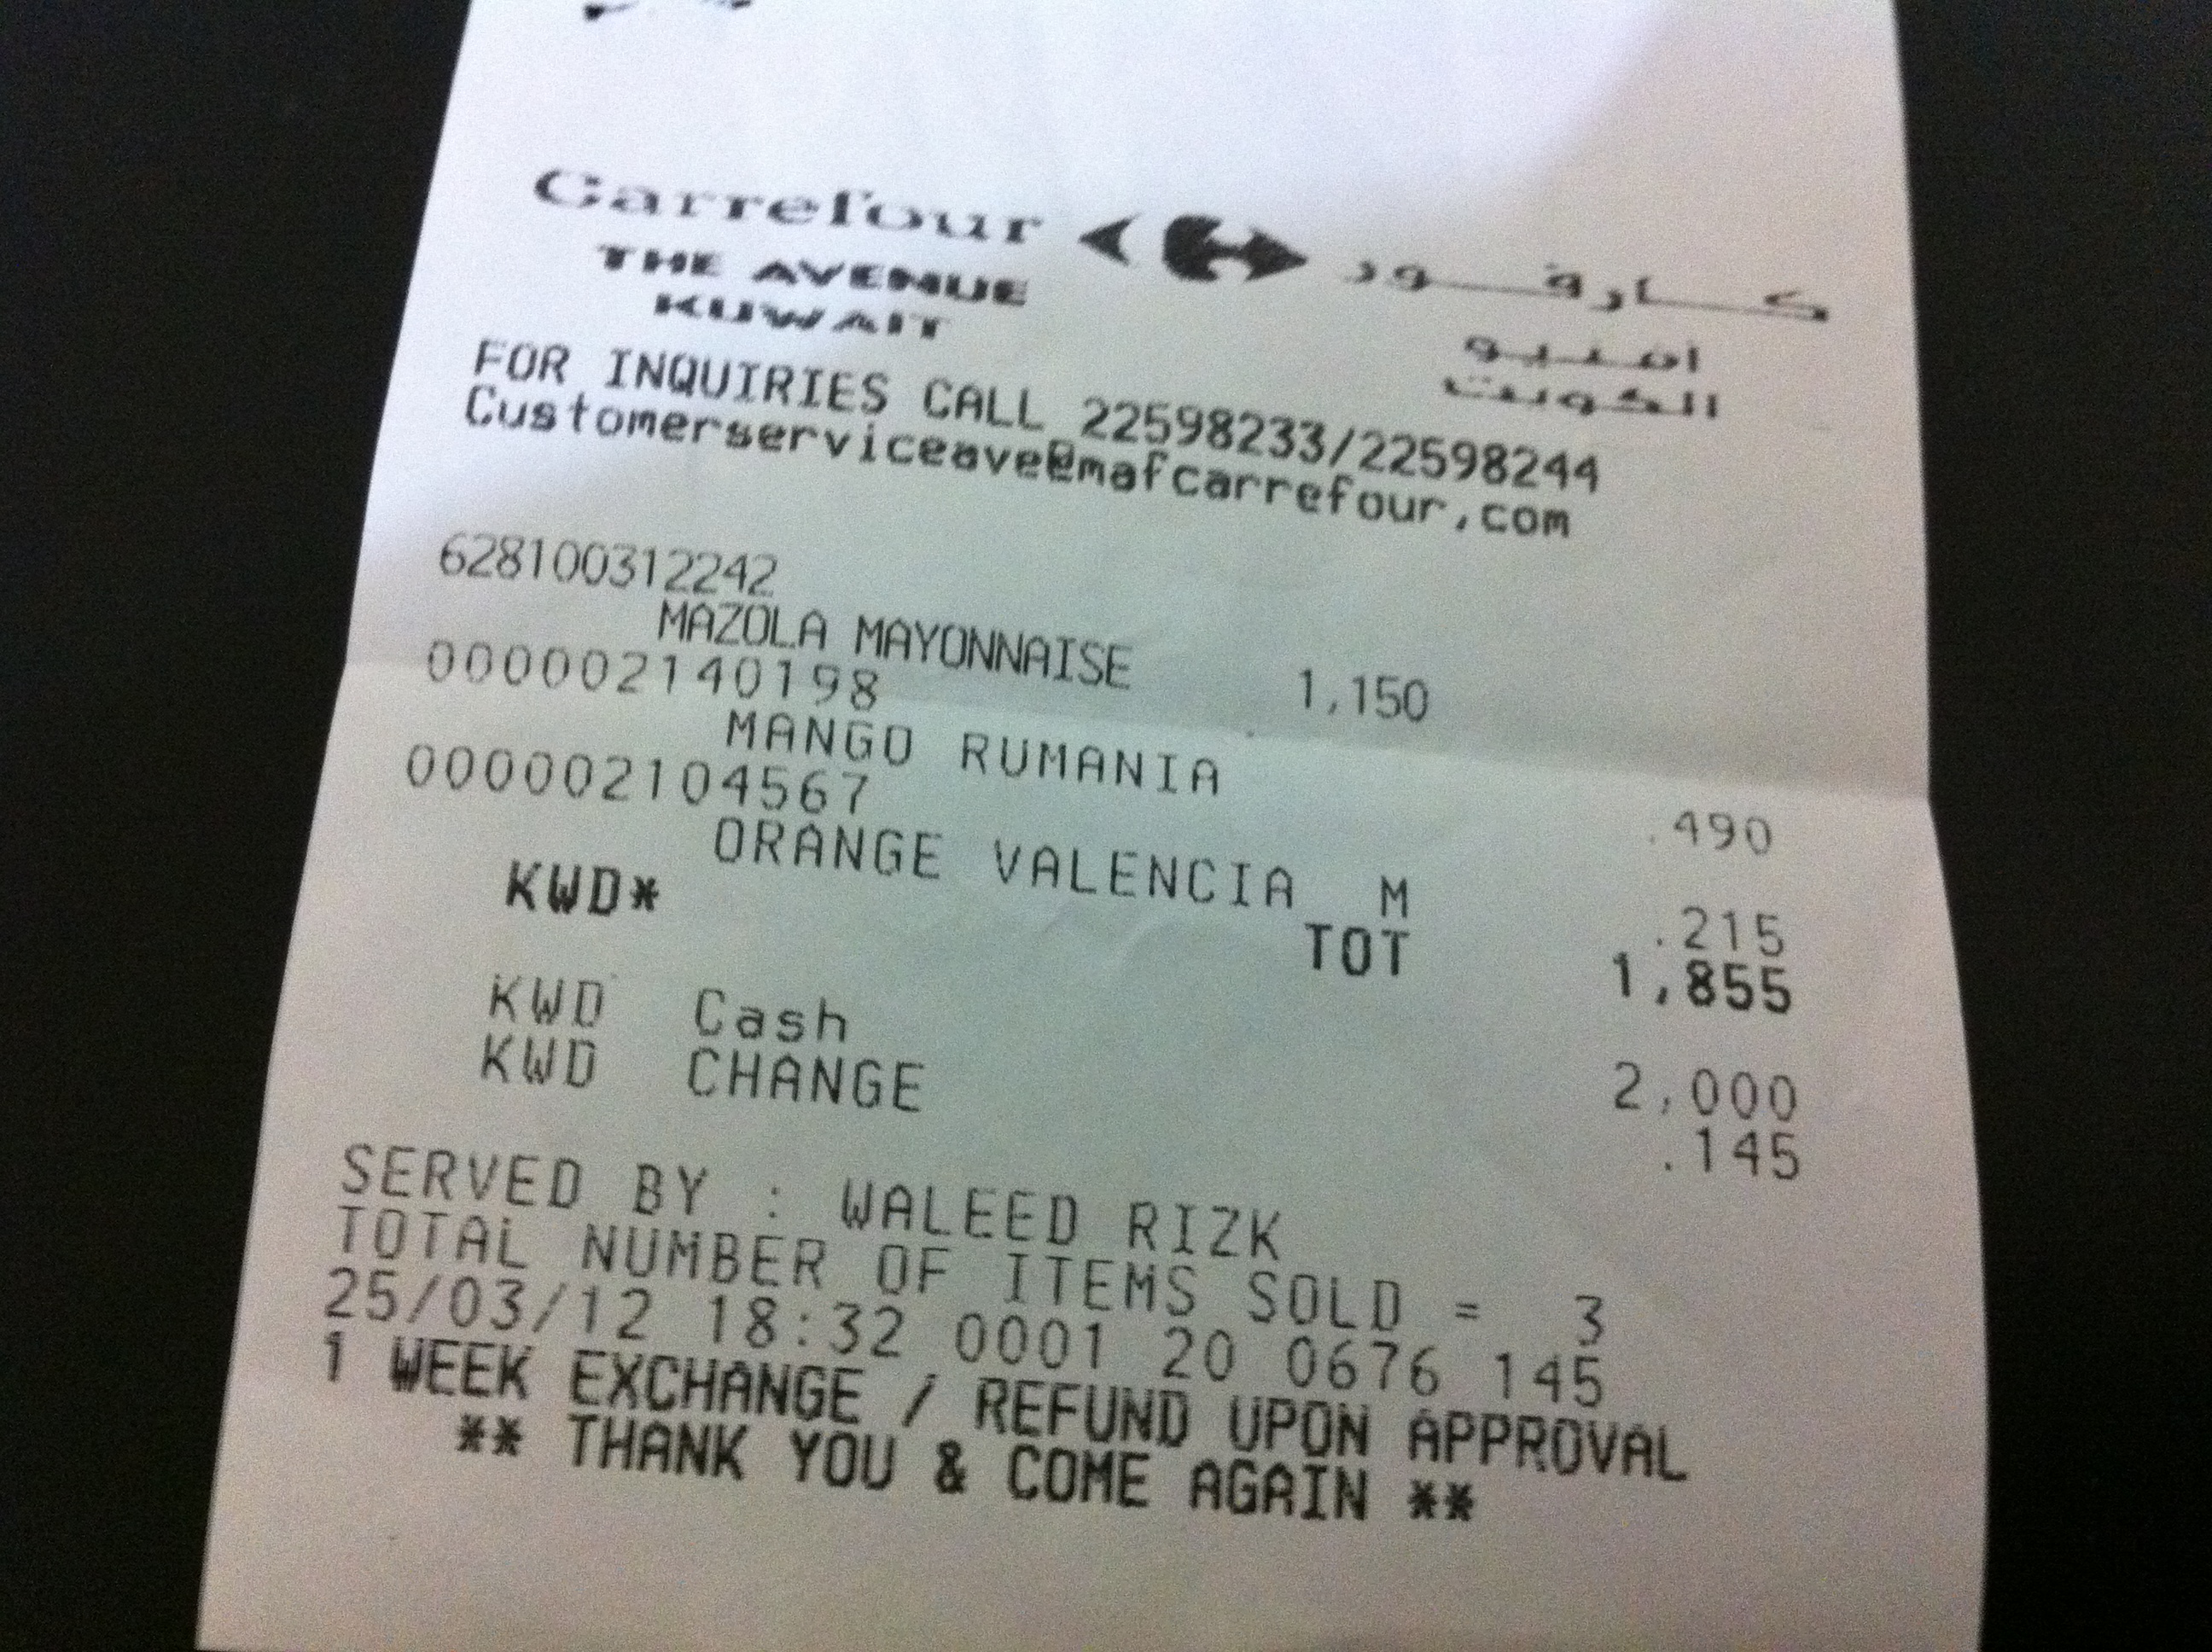 Carrefour كارفور
THE AVENUE افنيو
KUWAIT الكويت
FOR INQUIRIES CALL 22598233/22598244
Customerserviceave@mafcarrefour,com
628100312242
MAZOLA MAYONNAISE 1,150
000002140198
MANGO RUMANIA .490
000002104567
ORANGE VALENCIA M .215
KWD* TOT 1,855
KWD Cash 2,000
KWD CHANGE .145
SERVED BY : WALEED RIZK
TOTAL NUMBER OF ITEMS SOLD = 3
25/03/12 18:32 0001 20 0676 145
1 WEEK EXCHANGE / REFUND UPON APPROVAL
** THANK YOU & COME AGAIN **